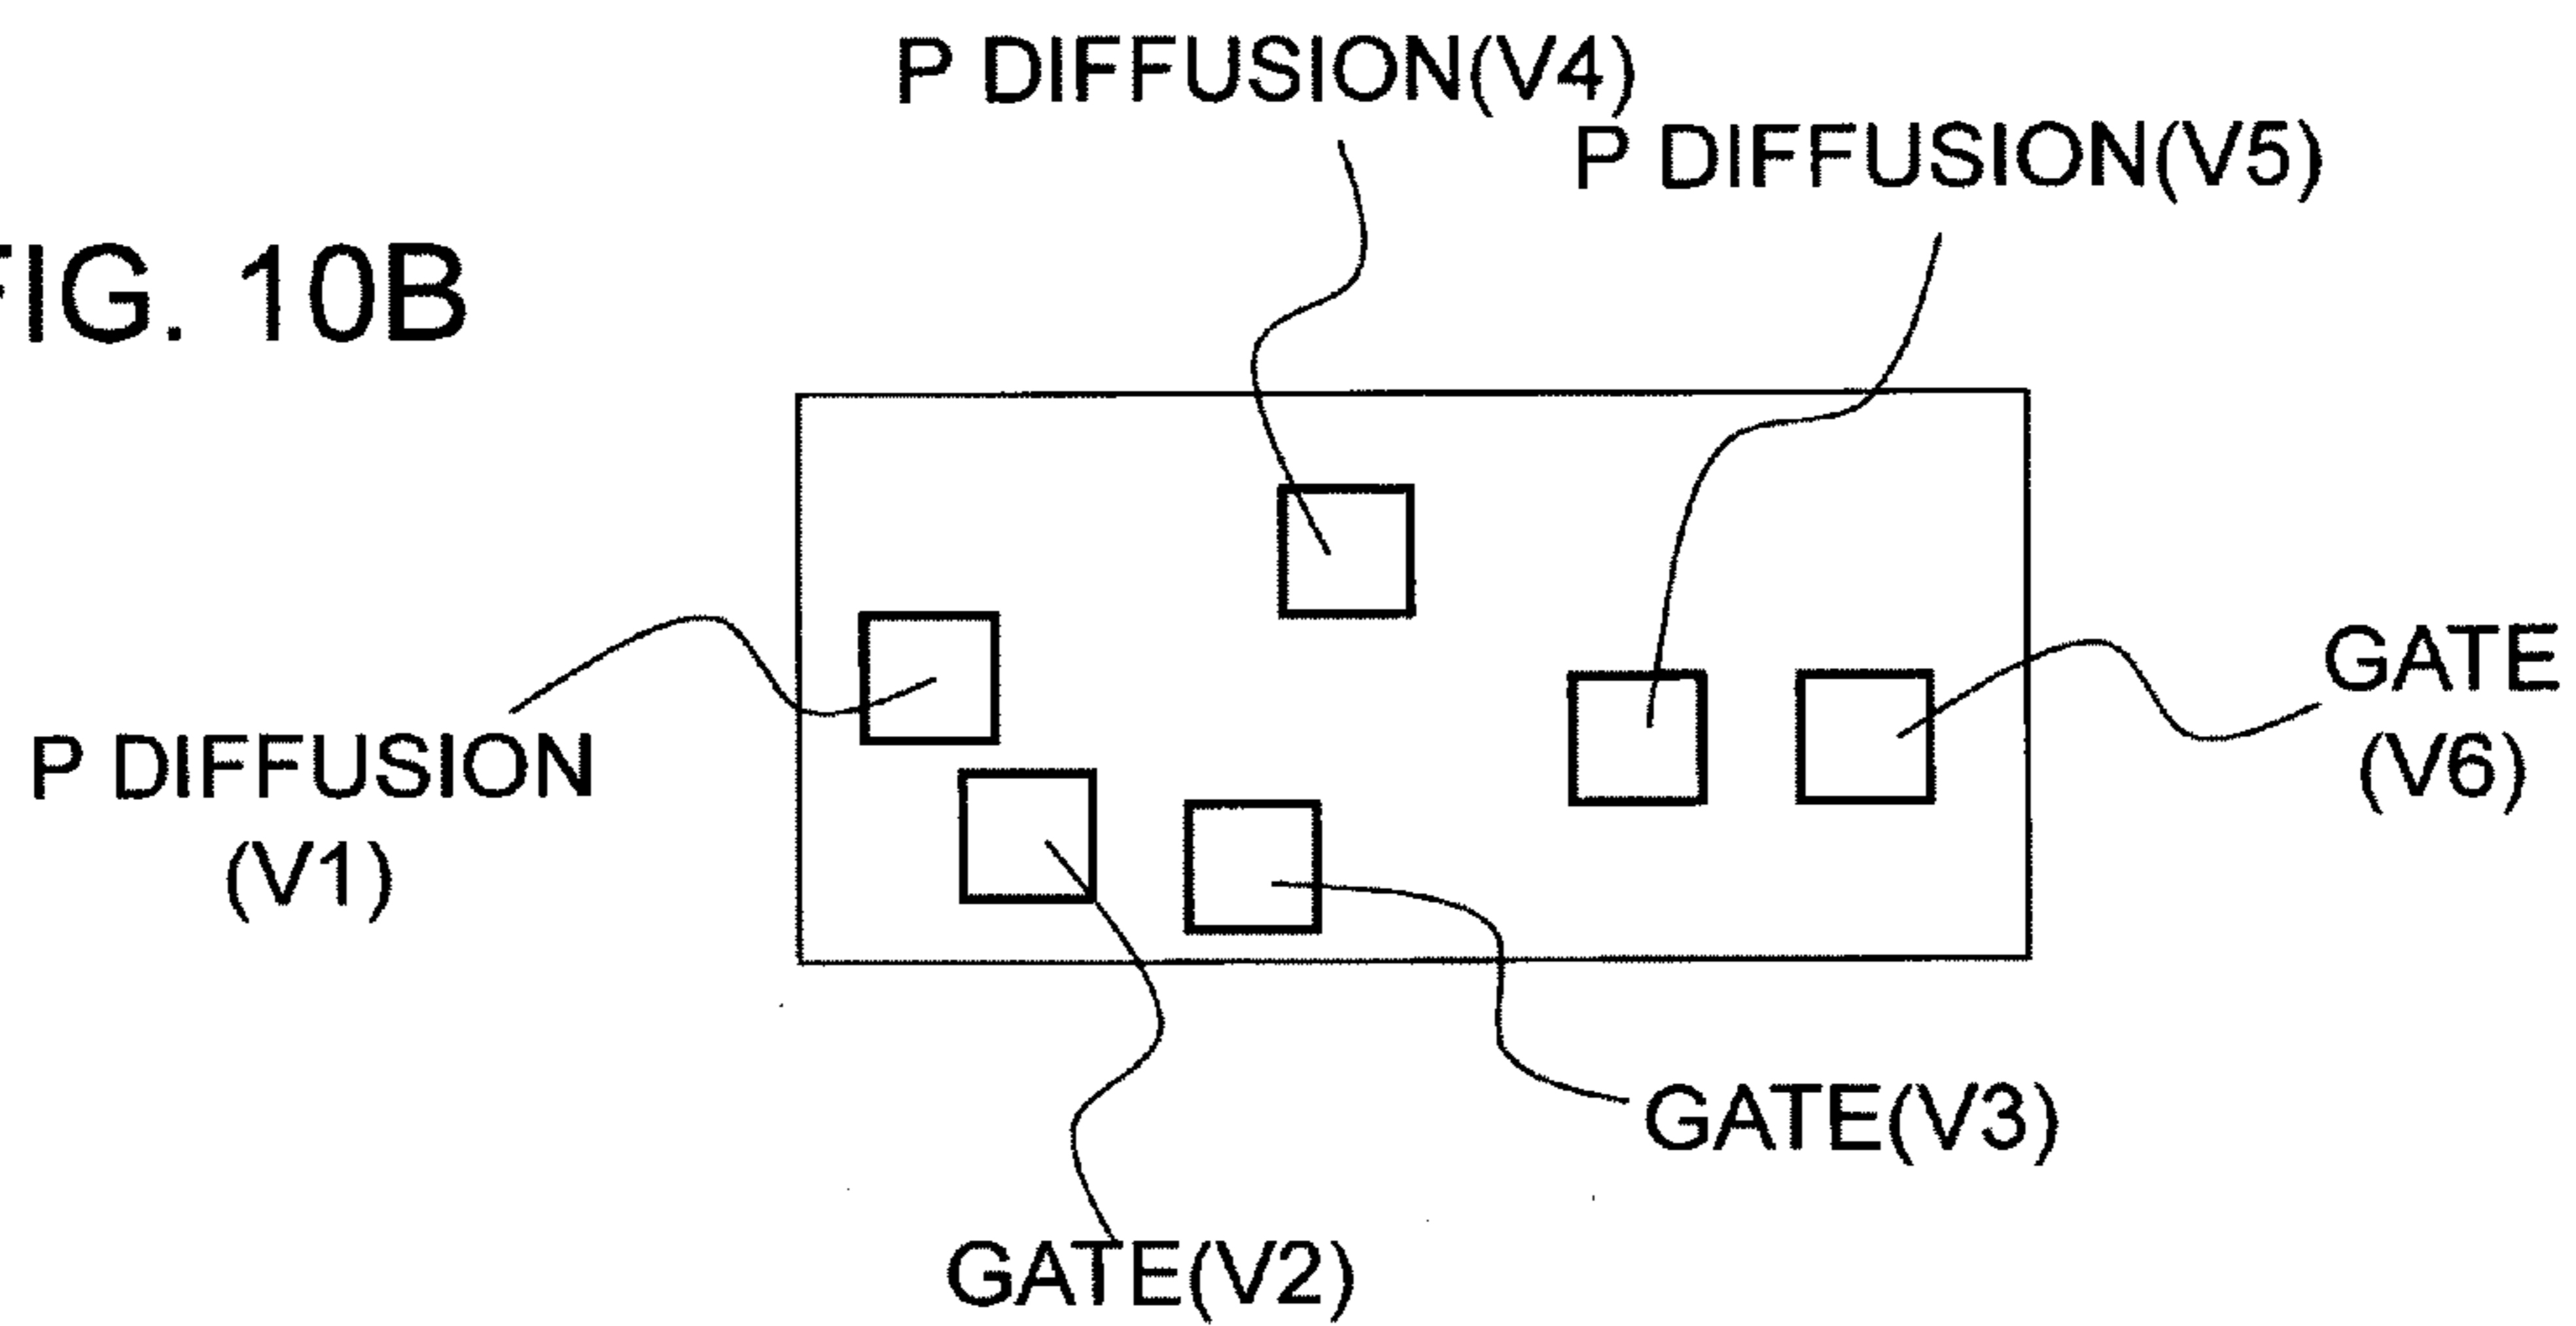 P DIFFUSION(V4)
P DIFFUSION(V5)
FIG. 10B
P DIFFUSION
(V1)
GATE
(V6)
GATE(V3)
GATE(V2)